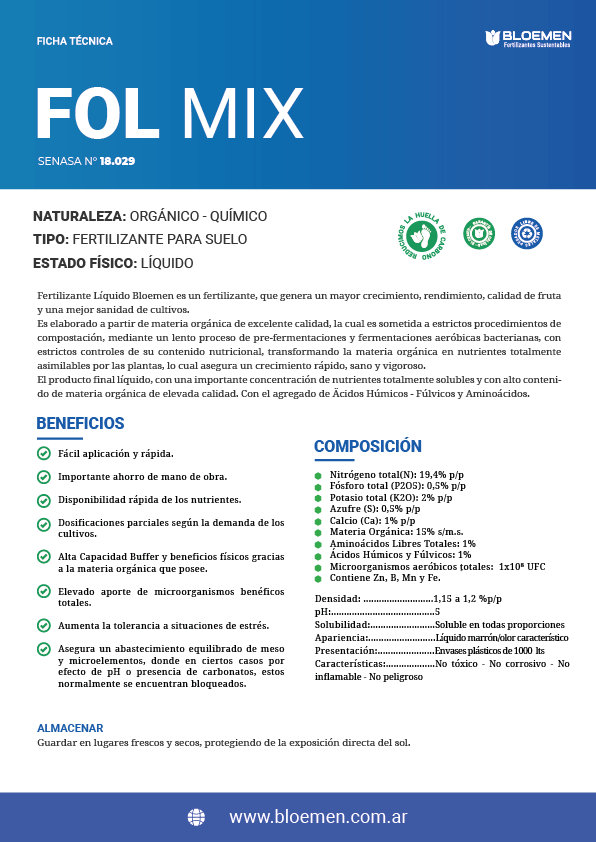 FICHA TÉCNICA
BLOEMEN
Fertilizantes Sustentables
FOL MIX
SENASA N° 18.029
NATURALEZA: ORGÁNICO - QUÍMICO
TIPO: FERTILIZANTE PARA SUELO
ESTADO FÍSICO: LÍQUIDO
REDUCIMOS LA HUELLA DE CARBONO
Fertilizante Líquido Bloemen es un fertilizante, que genera un mayor crecimiento, rendimiento, calidad de fruta
y una mejor sanidad de cultivos.
Es elaborado a partir de materia orgánica de excelente calidad, la cual es sometida a estrictos procedimientos de
compostación, mediante un lento proceso de pre-fermentaciones y fermentaciones aeróbicas bacterianas, con
estrictos controles de su contenido nutricional, transformando la materia orgánica en nutrientes totalmente
asimilables por las plantas, lo cual asegura un crecimiento rápido, sano y vigoroso.
El producto final líquido, con una importante concentración de nutrientes totalmente solubles y con alto conteni-
do de materia orgánica de elevada calidad. Con el agregado de Ácidos Húmicos - Fúlvicos y Aminoácidos.
BENEFICIOS
Fácil aplicación y rápida.
Importante ahorro de mano de obra.
Disponibilidad rápida de los nutrientes.
Dosificaciones parciales según la demanda de los
cultivos.
Alta Capacidad Buffer y beneficios físicos gracias
a la materia orgánica que posee.
Elevado aporte de microorganismos benéficos
totales.
Aumenta la tolerancia a situaciones de estrés.
Asegura un abastecimiento equilibrado de meso
y microelementos, donde en ciertos casos por
efecto de pH o presencia de carbonatos, estos
normalmente se encuentran bloqueados.
COMPOSICIÓN
Nitrógeno total(N): 19,4% p/p
Fósforo total (P2O5): 0,5% p/p
Potasio total (K2O): 2% p/p
Azufre (S): 0,5% p/p
Calcio (Ca): 1% p/p
Materia Orgánica: 15% s/m.s.
Aminoácidos Libres Totales: 1%
Ácidos Húmicos y Fúlvicos: 1%
Microorganismos aeróbicos totales: 1x10⁸ UFC
Contiene Zn, B, Mn y Fe.
Densidad: ...........................1,15 a 1,2 %p/p
pH:........................................5
Solubilidad:.........................Soluble en todas proporciones
Apariencia:..........................Líquido marrón/olor característico
Presentación:......................Envases plásticos de 1000 lts
Características:...................No tóxico - No corrosivo - No
inflamable - No peligroso
ALMACENAR
Guardar en lugares frescos y secos, protegiendo de la exposición directa del sol.
www.bloemen.com.ar